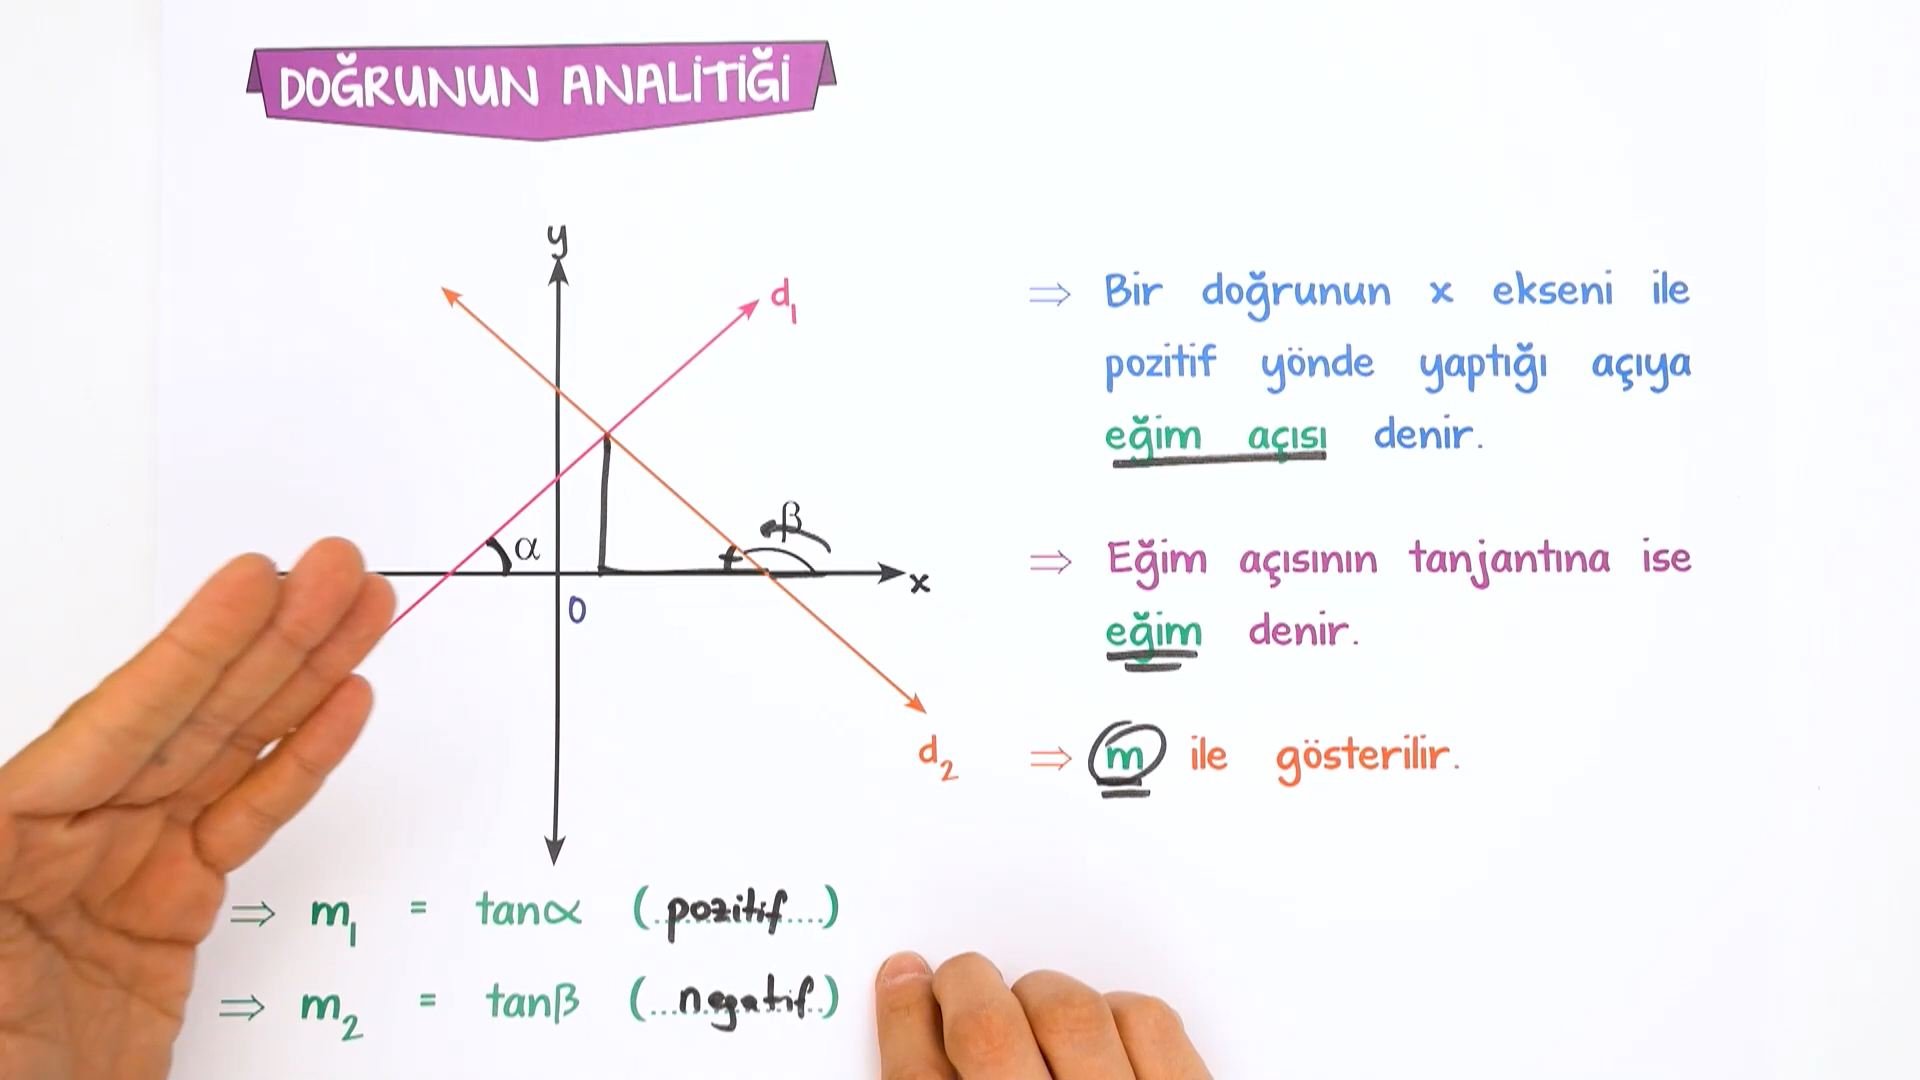 DOĞRUNUN ANALİTİĞİ
y
d1
⇒ Bir doğrunun x ekseni ile
pozitif yönde yaptığı açıya
eğim açısı denir.
α
β
x
0
⇒ Eğim açısının tanjantına ise
eğim denir.
d2
⇒ m ile gösterilir.
⇒ m1 = tanα (.pozitif....)
⇒ m2 = tanβ (...ngatif.)